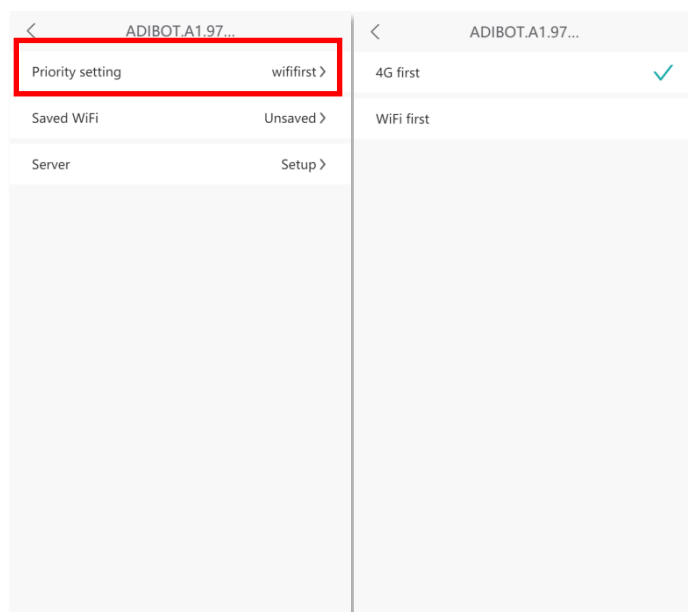 ADIBOT.A1.97...
Priority setting wififirst
Saved WiFi Unsaved
Server Setup
ADIBOT.A1.97...
4G first
WiFi first